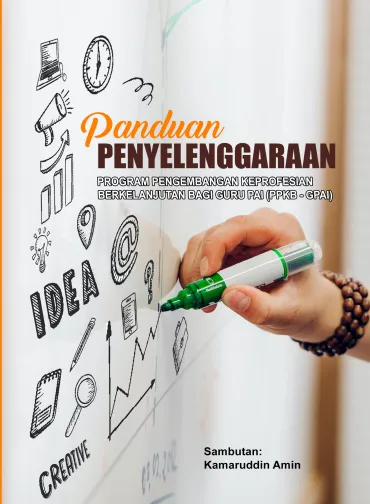 Panduan
PENYELENGGARAAN
PROGRAM PENGEMBANGAN KEPROFESIAN
BERKELANJUTAN BAGI GURU PAI (PPKB - GPAI)
@
IDEA
?
CREATIVE
Sambutan:
Kamaruddin Amin